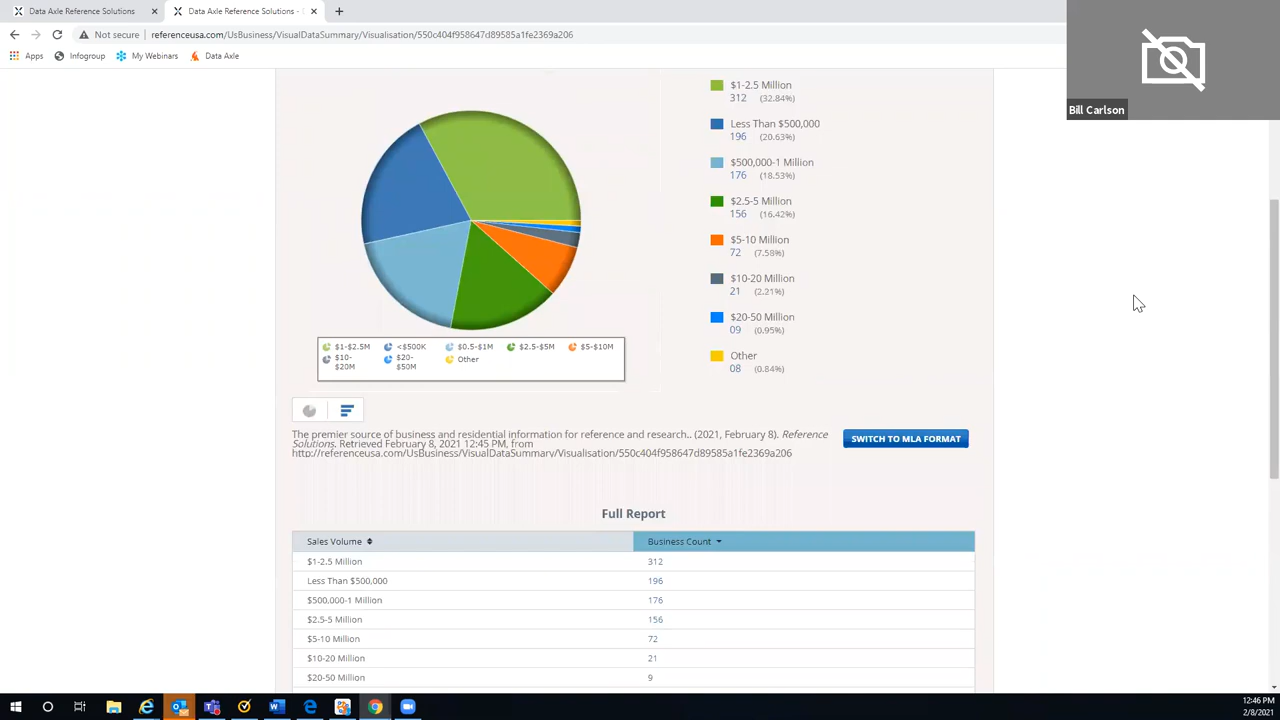 Data Axle Reference Solutions
Data Axle Reference Solutions - S
Not secure
referenceusa.com/UsBusiness/VisualDataSummary/Visualisation/550c404f958647d89585a1fe2369a206
Apps
Infogroup
My Webinars
Data Axle
Bill Carlson
$1-2.5 Million
312 (32.84%)
Less Than $500,000
196 (20.63%)
$500,000-1 Million
176 (18.53%)
$2.5-5 Million
156 (16.42%)
$5-10 Million
72 (7.58%)
$10-20 Million
21 (2.21%)
$20-50 Million
09 (0.95%)
Other
08 (0.84%)
$1-$2.5M <$500K $0.5-$1M $2.5-$5M $5-$10M
$10-$20M $20-$50M Other
The premier source of business and residential information for reference and research.. (2021, February 8). Reference
Solutions. Retrieved February 8, 2021 12:45 PM, from
http://referenceusa.com/UsBusiness/VisualDataSummary/Visualisation/550c404f958647d89585a1fe2369a206
SWITCH TO MLA FORMAT
Full Report
Sales Volume Business Count
$1-2.5 Million 312
Less Than $500,000 196
$500,000-1 Million 176
$2.5-5 Million 156
$5-10 Million 72
$10-20 Million 21
$20-50 Million 9
12:46 PM
2/8/2021